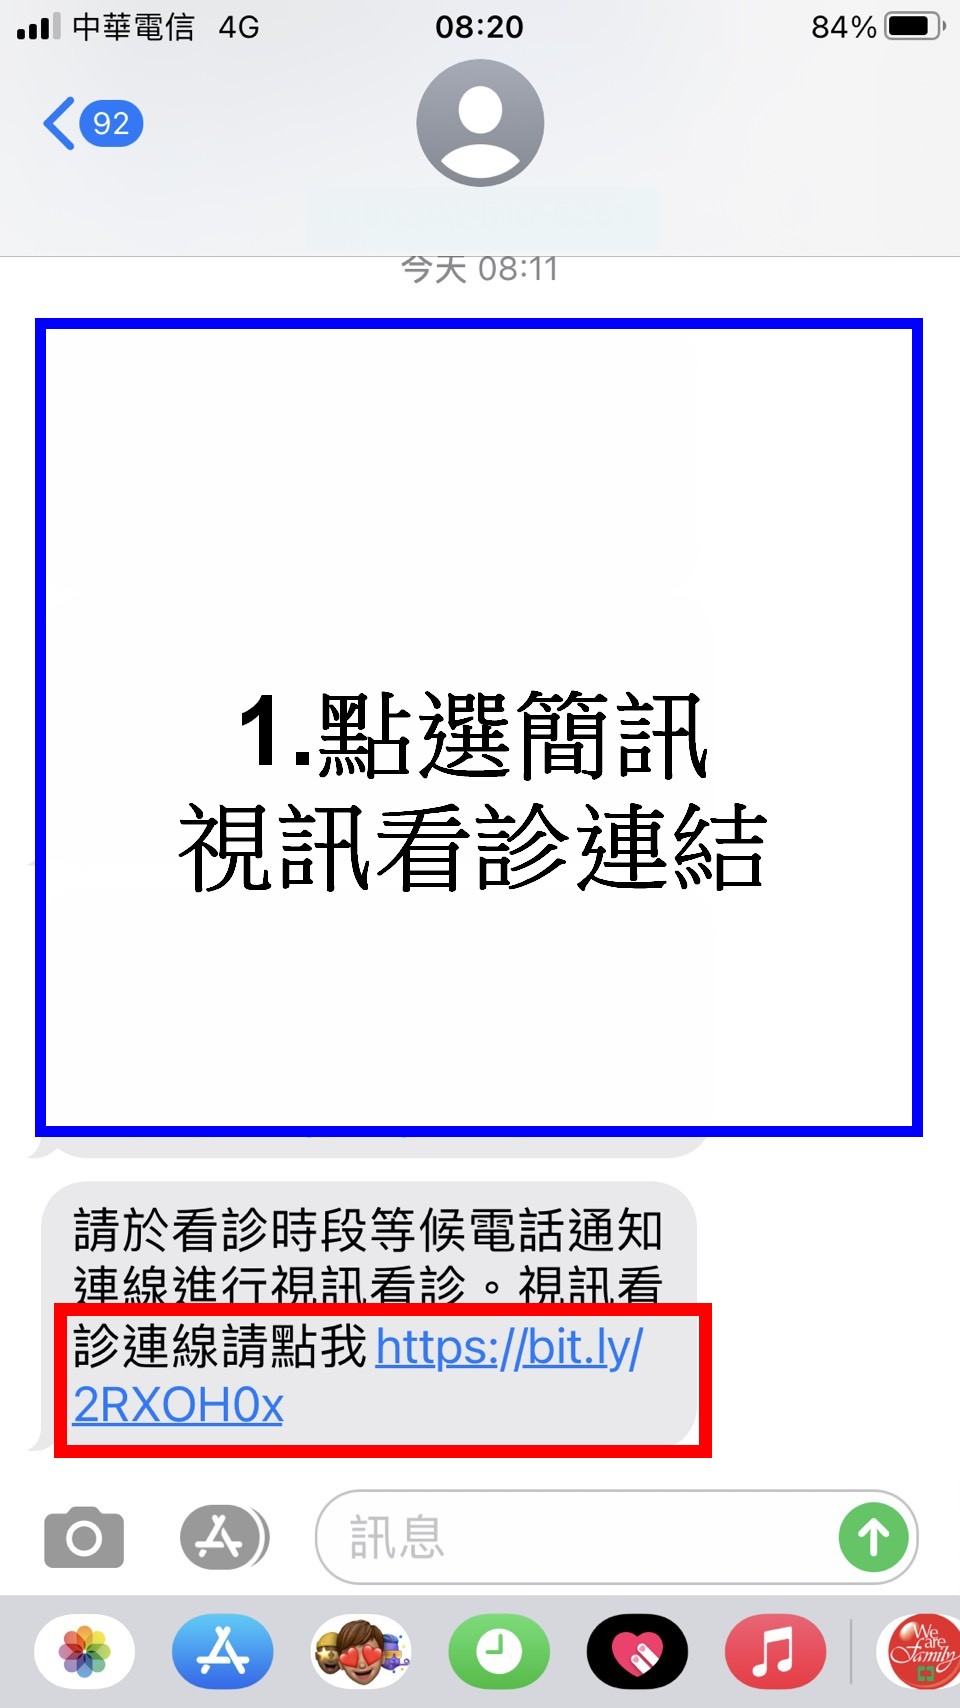 中華電信 4G 08:20 84%
92
今天 08:11
1.點選簡訊
視訊看診連結
請於看診時段等候電話通知
連線進行視訊看診。視訊看
診連線請點我 https://bit.ly/
2RXOH0x
訊息
We
are
Family